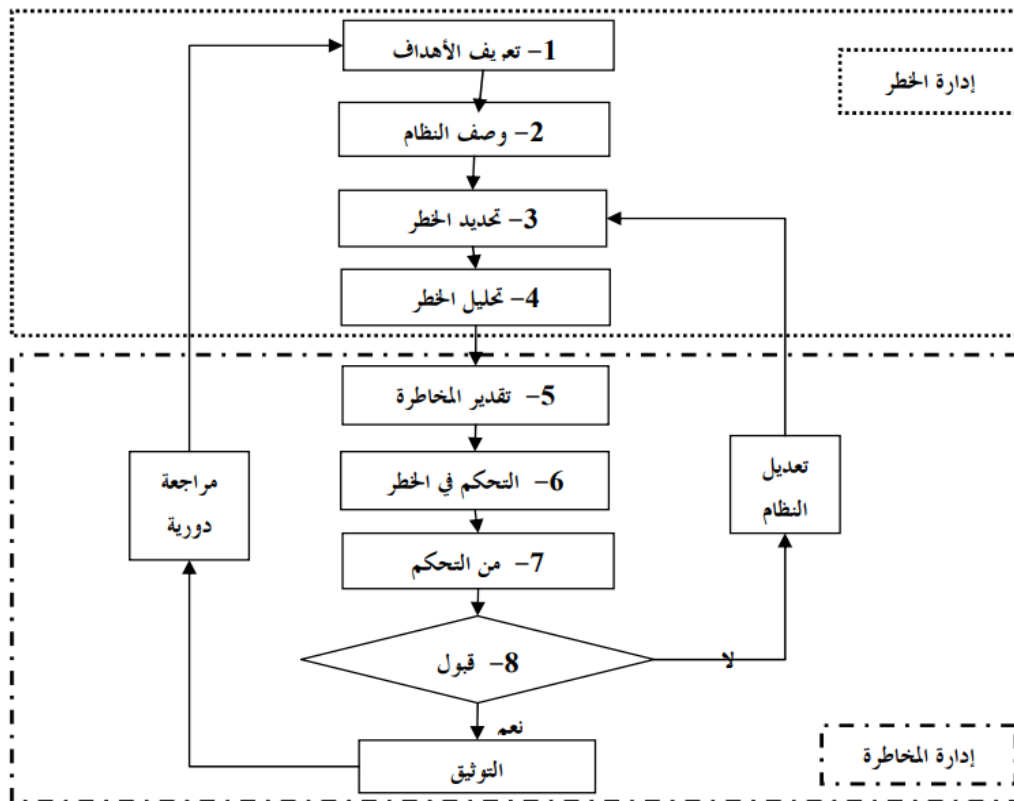 1- تعريف الأهداف
إدارة الخطر
2- وصف النظام
3- تحديد الخطر
4- تحليل الخطر
5- تقدير المخاطرة
تعديل
النظام
مراجعة
دورية
6- التحكم في الخطر
7- من التحكم
8- قبول
لا
نعم
التوثيق
إدارة المخاطرة